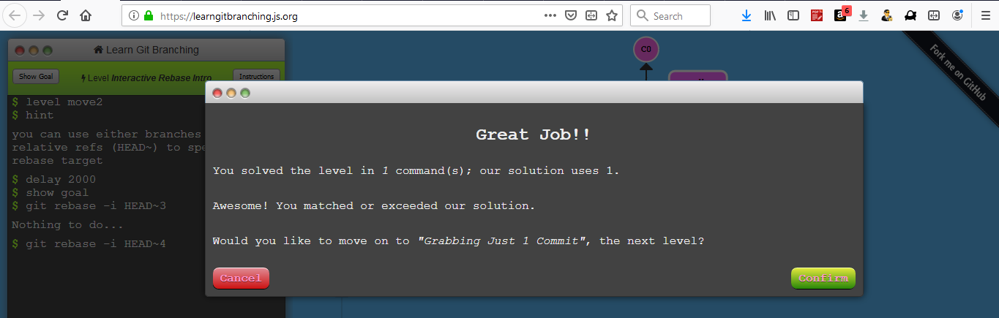 https://learngitbranching.js.org
Search
6
Learn Git Branching
Show Goal
Level Interactive Rebase Intro
Instructions
$ level move2
$ hint
you can use either branches
relative refs (HEAD~) to spe
rebase target
$ delay 2000
$ show goal
$ git rebase -i HEAD~3
Nothing to do...
$ git rebase -i HEAD~4
C0
Fork me on GitHub
Great Job!!
You solved the level in 1 command(s); our solution uses 1.
Awesome! You matched or exceeded our solution.
Would you like to move on to "Grabbing Just 1 Commit", the next level?
Cancel
Confirm